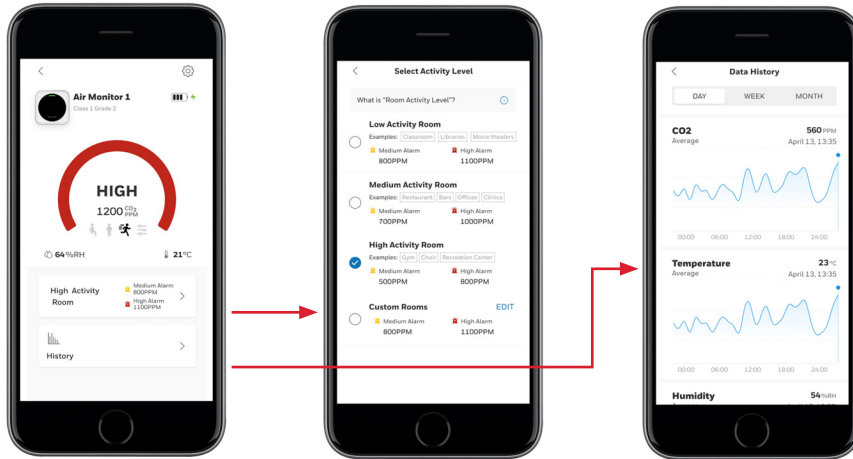 Air Monitor 1
Class 1 Grade 2
HIGH
1200 CO2 PPM
64%RH
21°C
High Activity Room
Medium Alarm
800PPM
High Alarm
1100PPM
History
Select Activity Level
What is "Room Activity Level"?
Low Activity Room
Examples: Classroom Libraries Movie theaters
Medium Alarm High Alarm
800PPM 1100PPM
Medium Activity Room
Examples: Restaurant Bars Offices Clinics
Medium Alarm High Alarm
700PPM 1000PPM
High Activity Room
Examples: Gym Choir Recreation Center
Medium Alarm High Alarm
500PPM 800PPM
Custom Rooms EDIT
Medium Alarm High Alarm
800PPM 1100PPM
Data History
DAY WEEK MONTH
CO2 560 PPM
Average April 13, 13:35
00:00 06:00 12:00 18:00 24:00
Temperature 23°C
Average April 13, 13:35
00:00 06:00 12:00 18:00 24:00
Humidity 54%RH